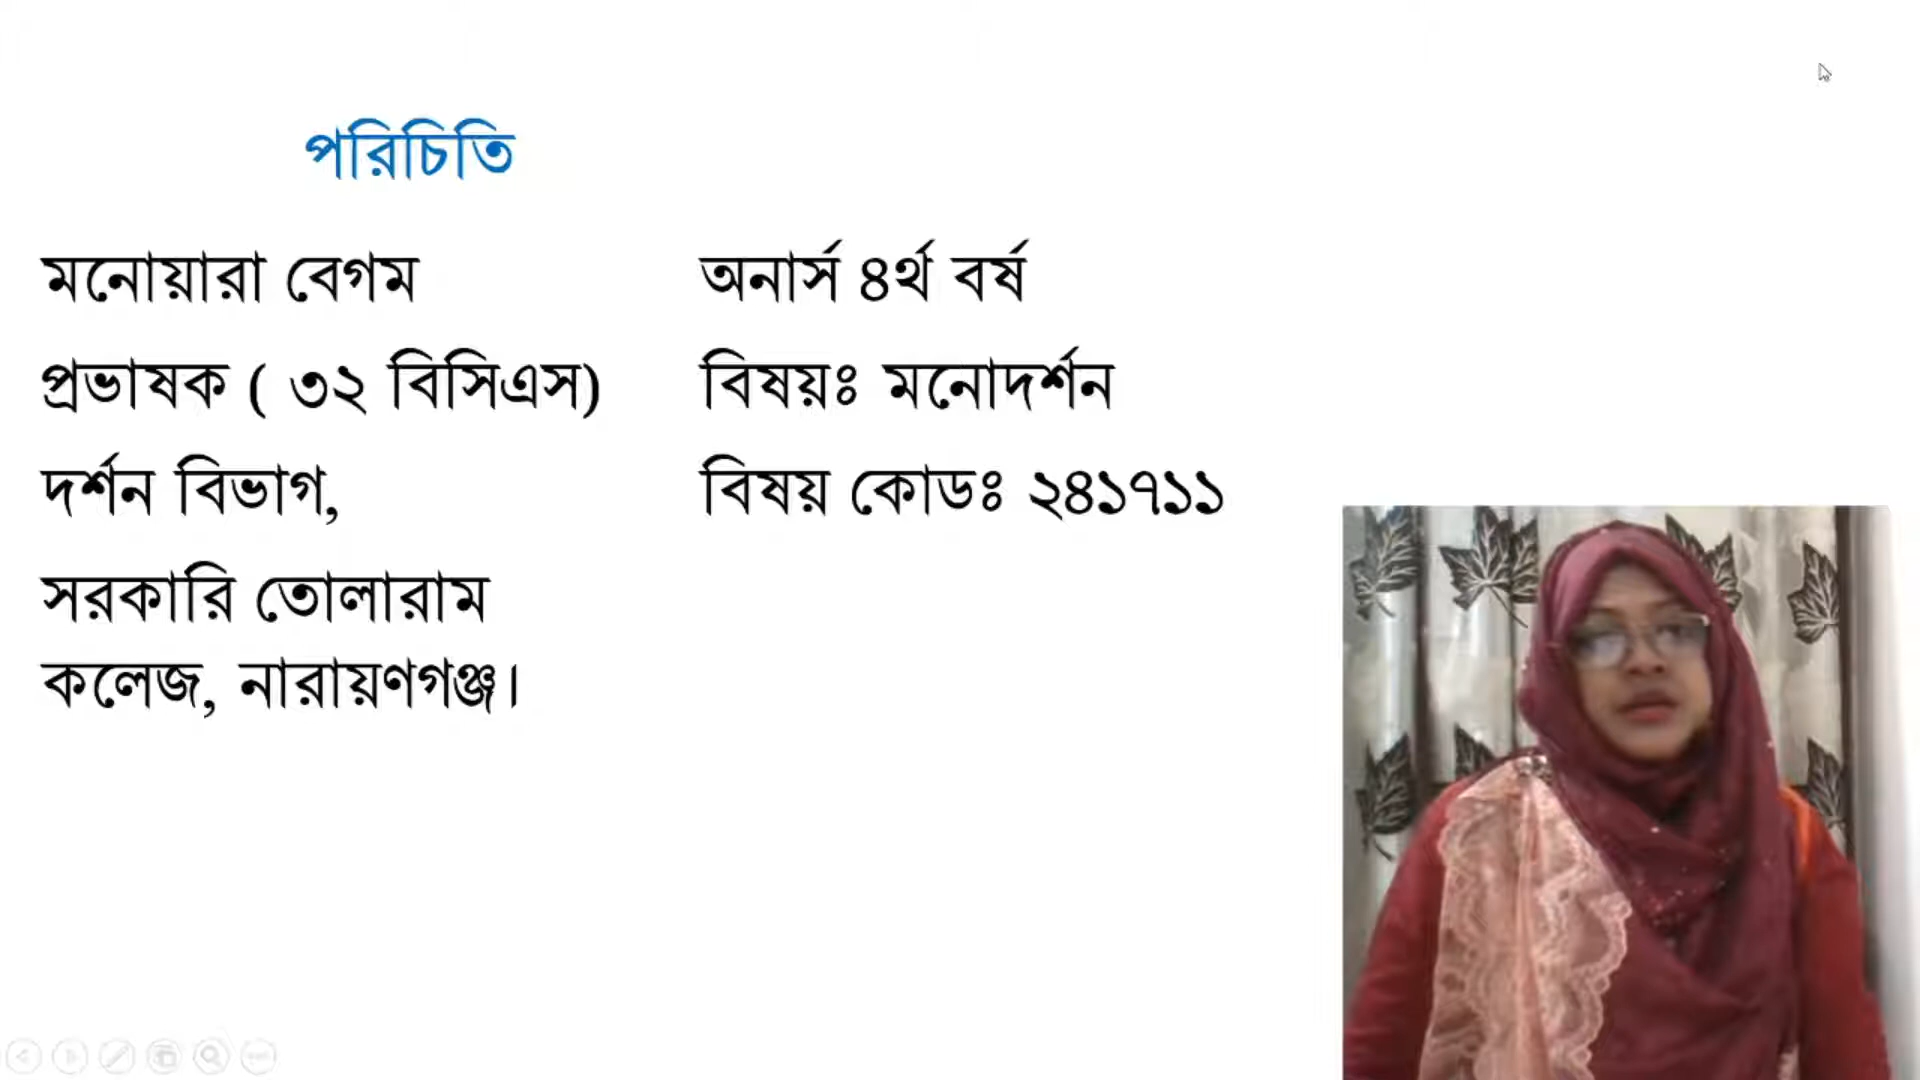 পরিচিতি
মনোয়ারা বেগম
প্রভাষক ( ৩২ বিসিএস)
দর্শন বিভাগ,
সরকারি তোলারাম
কলেজ, নারায়ণগঞ্জ।
অনার্স ৪র্থ বর্ষ
বিষয়ঃ মনোদর্শন
বিষয় কোডঃ ২৪১৭১১